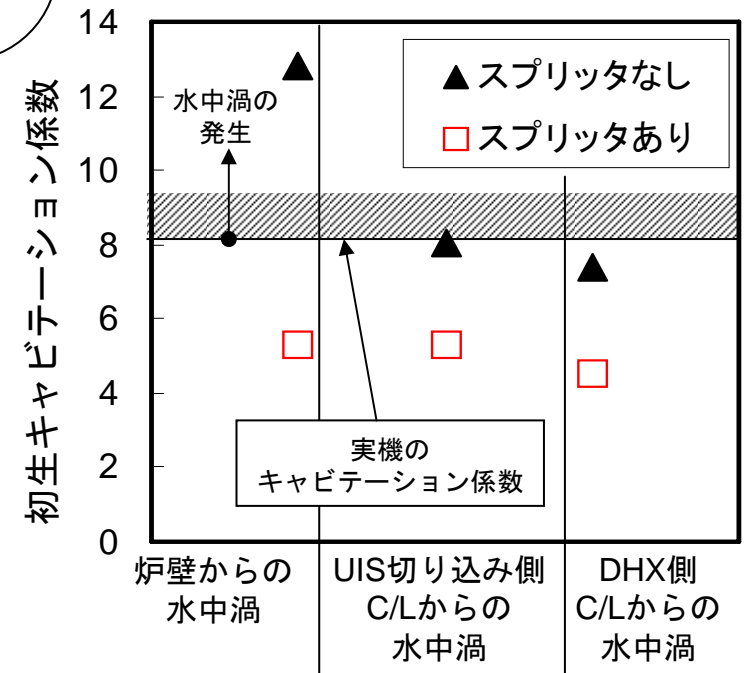 初生キャビテーション係数
14
12
10
8
6
4
2
0
水中渦の
発生
▲ スプリッタなし
□ スプリッタあり
実機の
キャビテーション係数
炉壁からの
水中渦
UIS切り込み側
C/Lからの
水中渦
DHX側
C/Lからの
水中渦